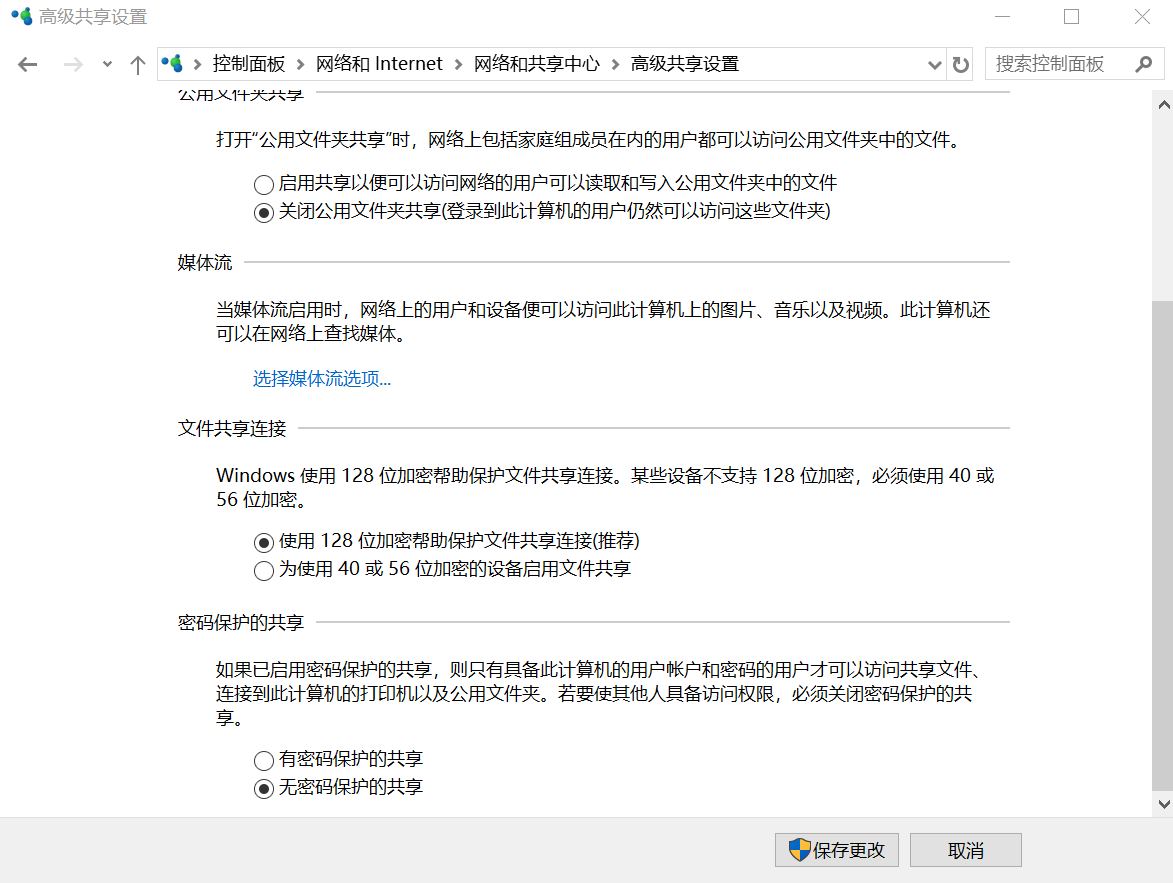 高级共享设置
控制面板 网络和 Internet 网络和共享中心 高级共享设置 搜索控制面板
公用文件夹共享
打开“公用文件夹共享”时，网络上包括家庭组成员在内的用户都可以访问公用文件夹中的文件。
启用共享以便可以访问网络的用户可以读取和写入公用文件夹中的文件
关闭公用文件夹共享(登录到此计算机的用户仍然可以访问这些文件夹)
媒体流
当媒体流启用时，网络上的用户和设备便可以访问此计算机上的图片、音乐以及视频。此计算机还
可以在网络上查找媒体。
选择媒体流选项...
文件共享连接
Windows 使用 128 位加密帮助保护文件共享连接。某些设备不支持 128 位加密，必须使用 40 或
56 位加密。
使用 128 位加密帮助保护文件共享连接(推荐)
为使用 40 或 56 位加密的设备启用文件共享
密码保护的共享
如果已启用密码保护的共享，则只有具备此计算机的用户帐户和密码的用户才可以访问共享文件、
连接到此计算机的打印机以及公用文件夹。若要使其他人具备访问权限，必须关闭密码保护的共
享。
有密码保护的共享
无密码保护的共享
保存更改 取消